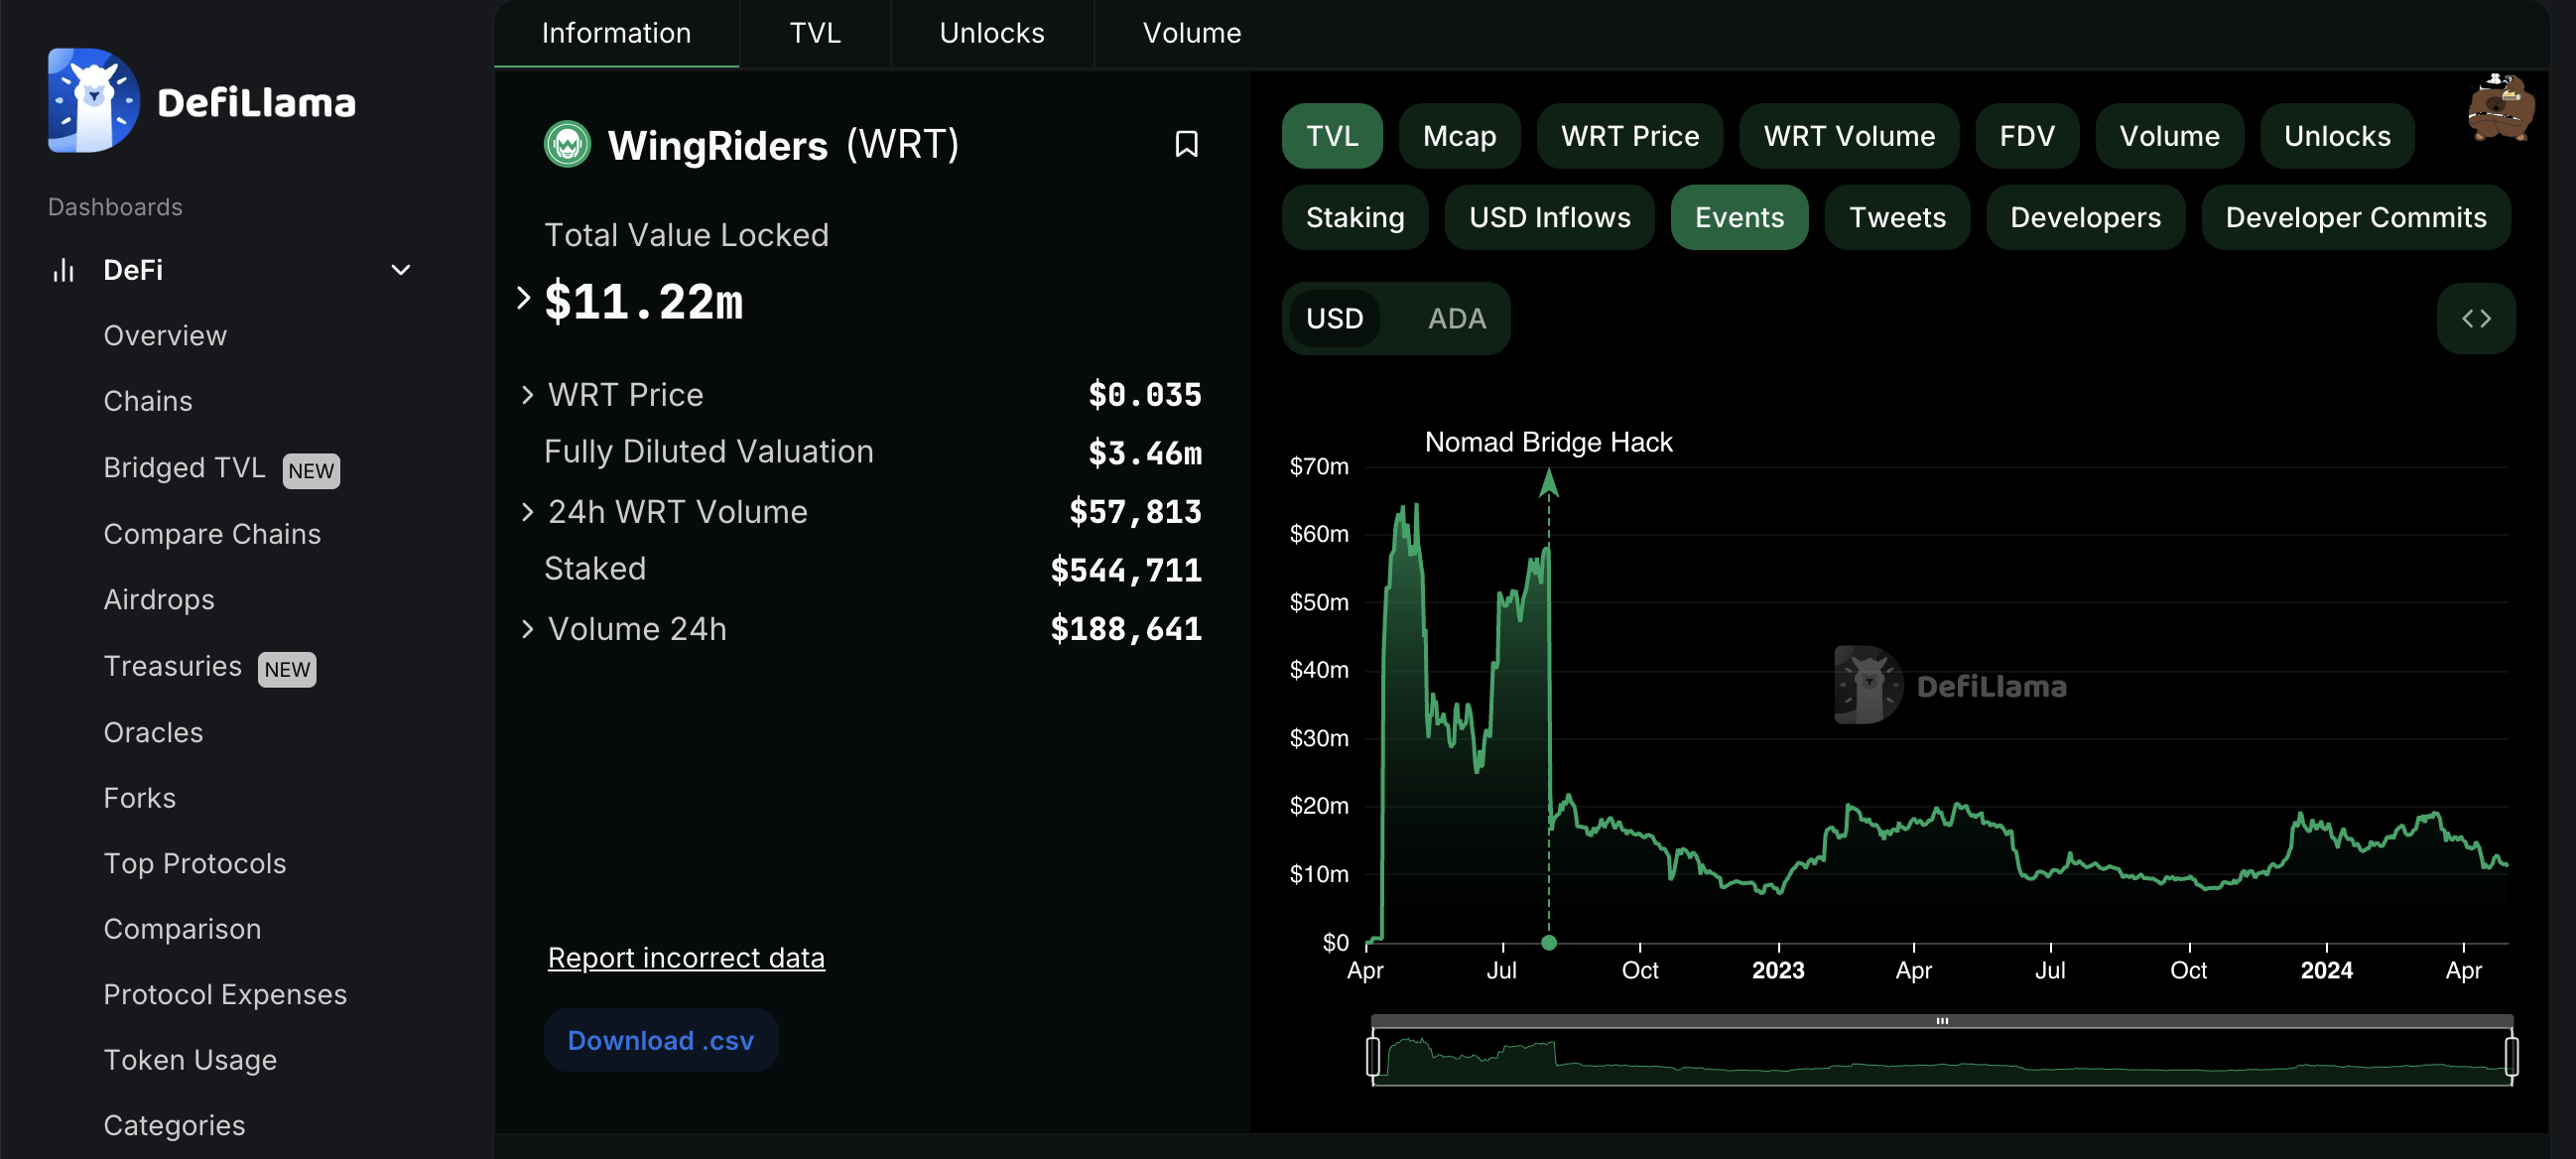 Information TVL Unlocks Volume
DefiLlama
Dashboards
DeFi
Overview
Chains
Bridged TVL NEW
Compare Chains
Airdrops
Treasuries NEW
Oracles
Forks
Top Protocols
Comparison
Protocol Expenses
Token Usage
Categories
WingRiders (WRT)
Total Value Locked
$11.22m
WRT Price $0.035
Fully Diluted Valuation $3.46m
24h WRT Volume $57,813
Staked $544,711
Volume 24h $188,641
Report incorrect data
Download .csv
TVL Mcap WRT Price WRT Volume FDV Volume Unlocks
Staking USD Inflows Events Tweets Developers Developer Commits
USD ADA
Nomad Bridge Hack
$70m
$60m
$50m
$40m
$30m
$20m
$10m
$0
DefiLlama
Apr Jul Oct 2023 Apr Jul Oct 2024 Apr